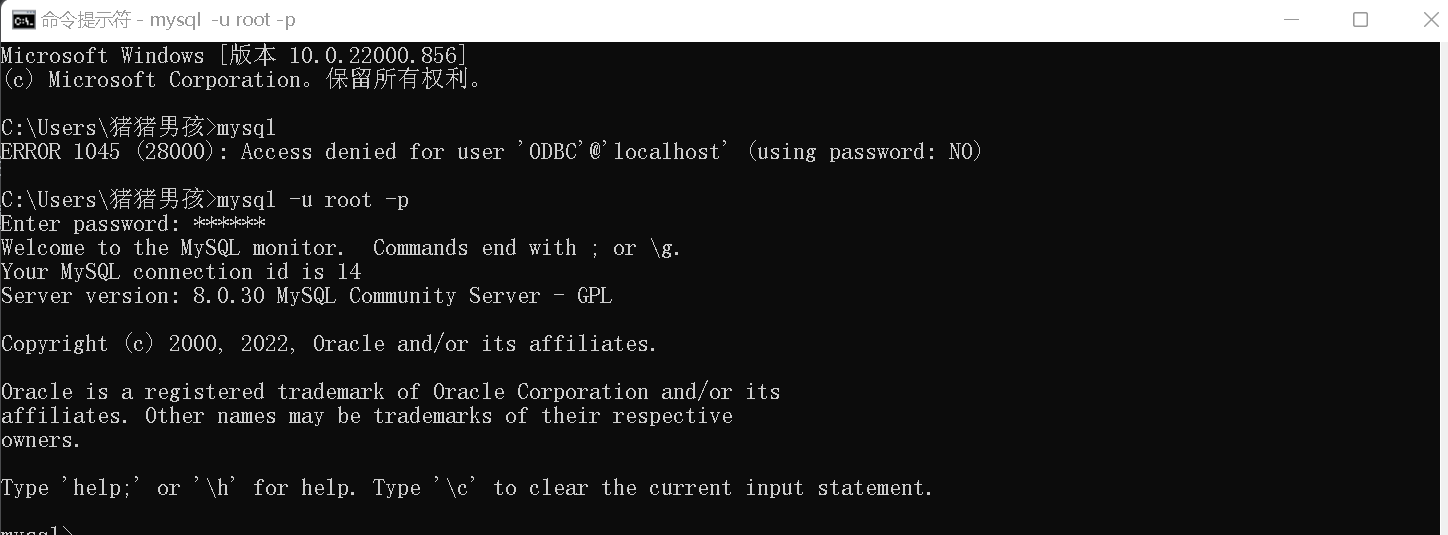 命令提示符 - mysql -u root -p
Microsoft Windows [版本 10.0.22000.856]
(c) Microsoft Corporation。保留所有权利。
C:\Users\猪猪男孩>mysql
ERROR 1045 (28000): Access denied for user 'ODBC'@'localhost' (using password: NO)
C:\Users\猪猪男孩>mysql -u root -p
Enter password: ******
Welcome to the MySQL monitor.  Commands end with ; or \g.
Your MySQL connection id is 14
Server version: 8.0.30 MySQL Community Server - GPL
Copyright (c) 2000, 2022, Oracle and/or its affiliates.
Oracle is a registered trademark of Oracle Corporation and/or its
affiliates. Other names may be trademarks of their respective
owners.
Type 'help;' or '\h' for help. Type '\c' to clear the current input statement.
mysql>